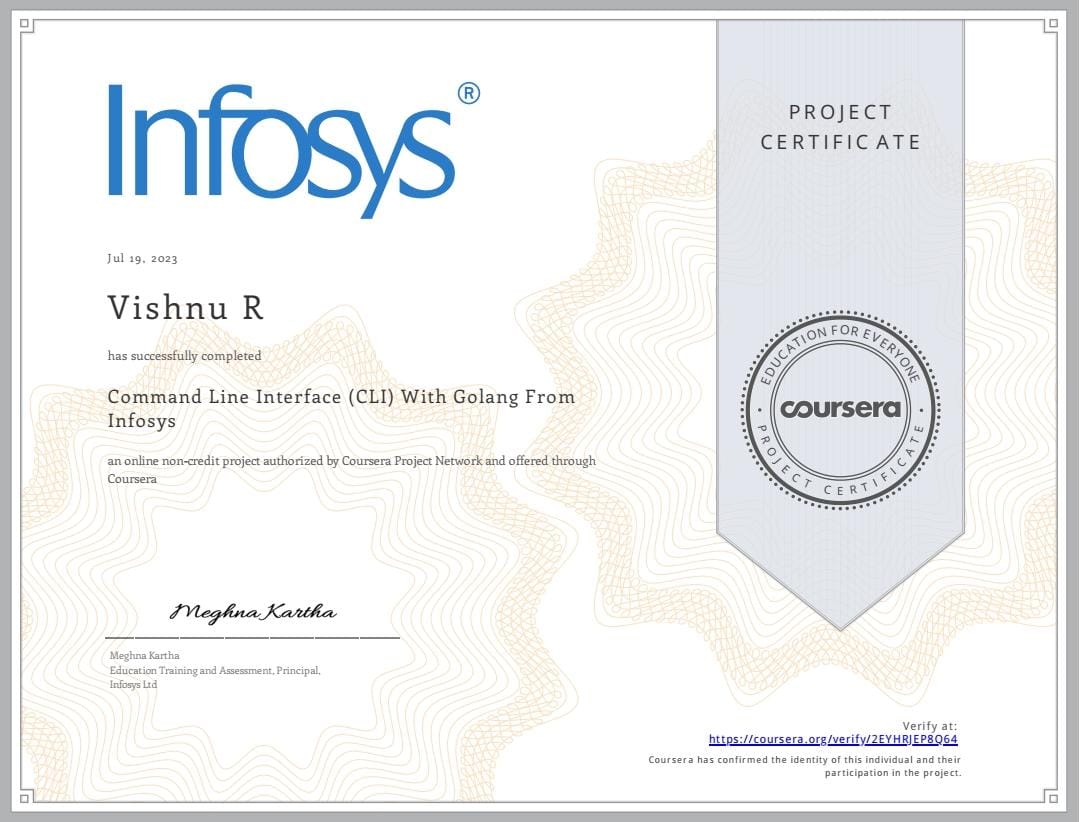 Infosys®
PROJECT
CERTIFICATE
Jul 19, 2023
Vishnu R
has successfully completed
Command Line Interface (CLI) With Golang From
Infosys
an online non-credit project authorized by Coursera Project Network and offered through
Coursera
EDUCATION FOR EVERYONE
coursera
PROJECT CERTIFICATE
Meghna Kartha
Meghna Kartha
Education Training and Assessment, Principal,
Infosys Ltd
Verify at:
https://coursera.org/verify/2EYHRJEP8Q64
Coursera has confirmed the identity of this individual and their
participation in the project.